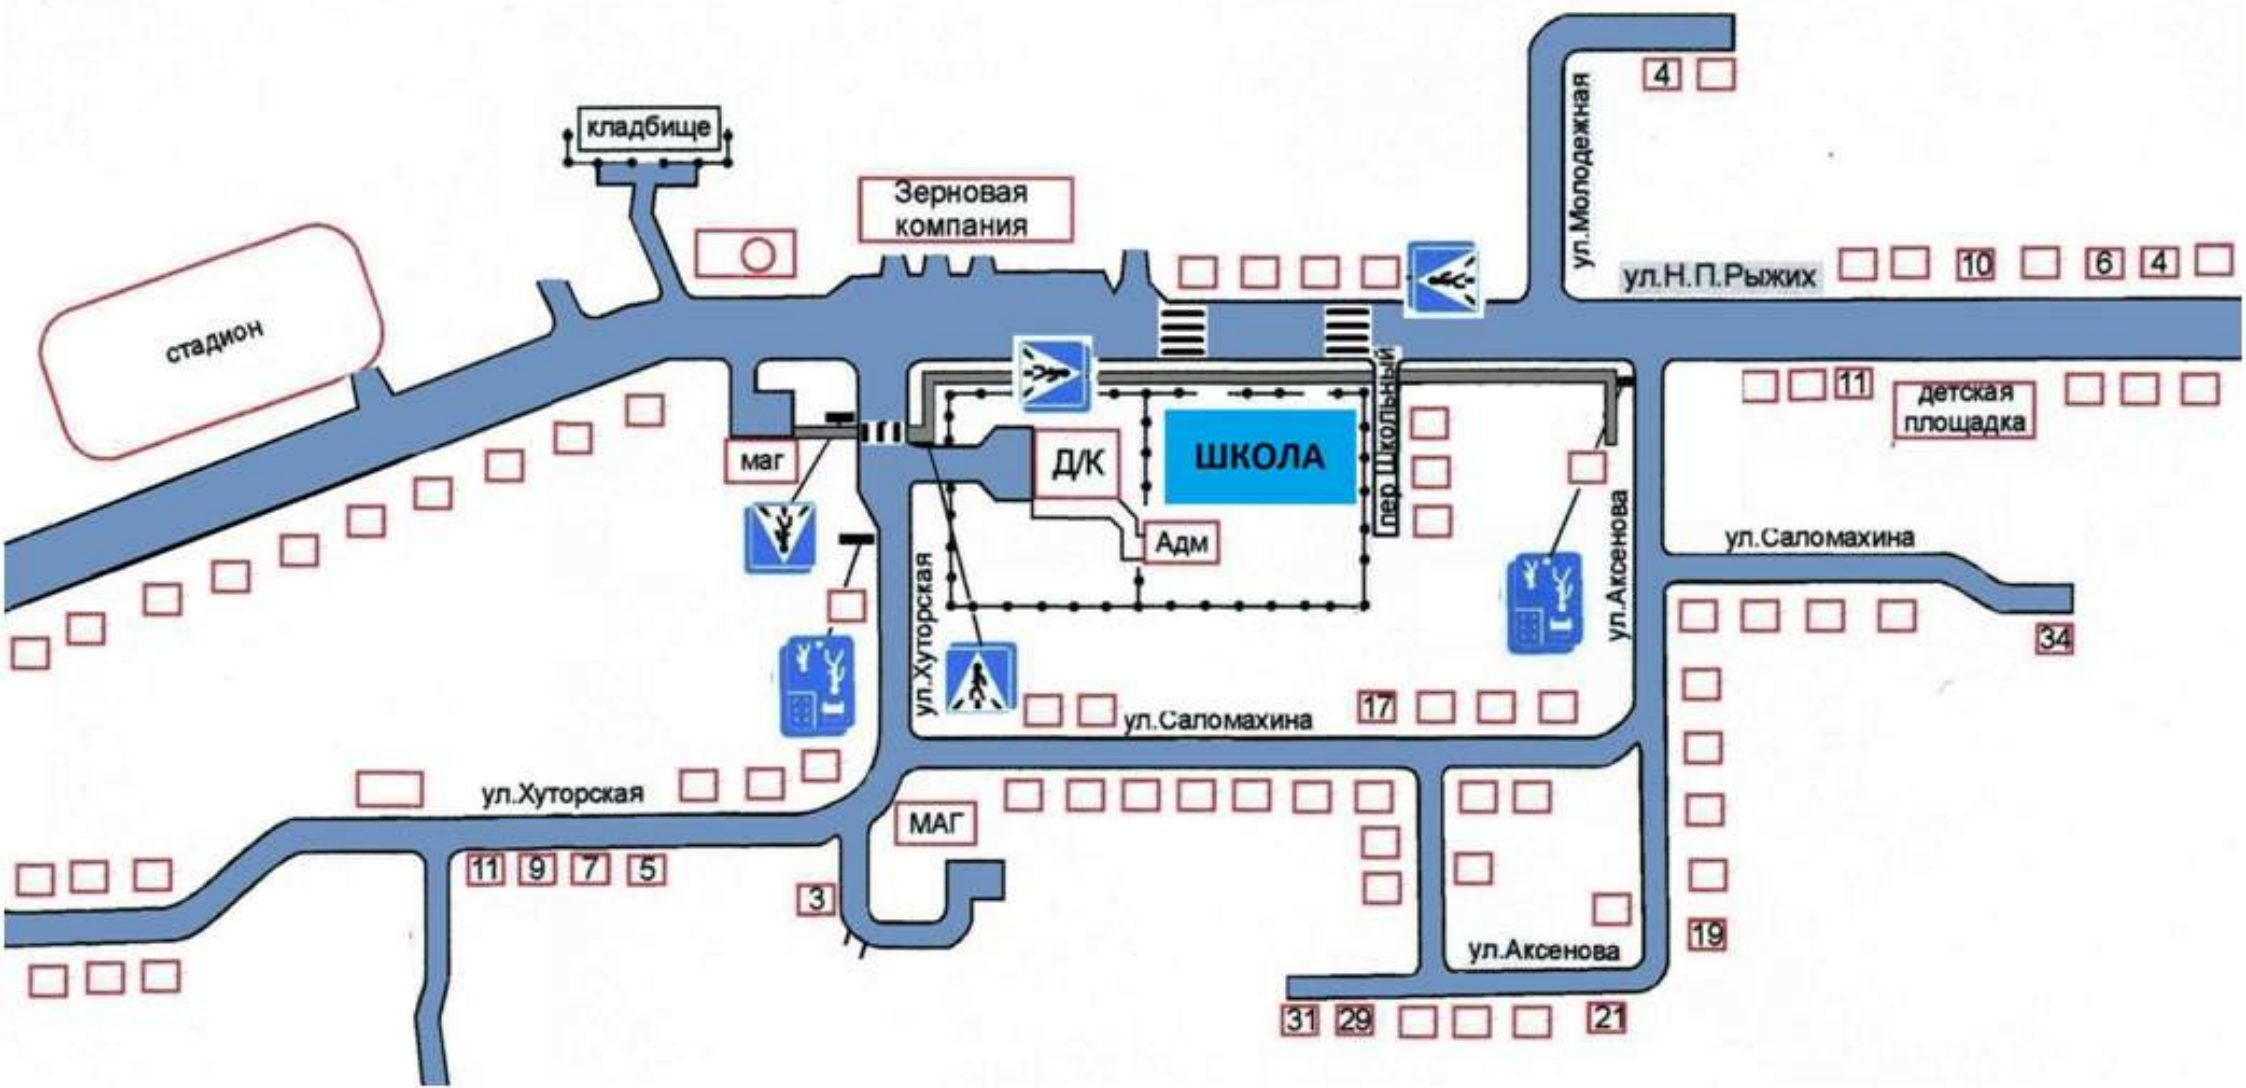 4
ул.Молодежная
кладбище
Зерновая
компания
ул.Н.П.Рыжих
10
6
4
стадион
11
детская
площадка
маг
Д/К
ШКОЛА
пер Школьный
Адм
ул.Хуторская
ул.Аксенова
ул.Саломахина
34
17
ул.Саломахина
ул.Хуторская
МАГ
11
9
7
5
3
19
ул.Аксенова
31
29
21